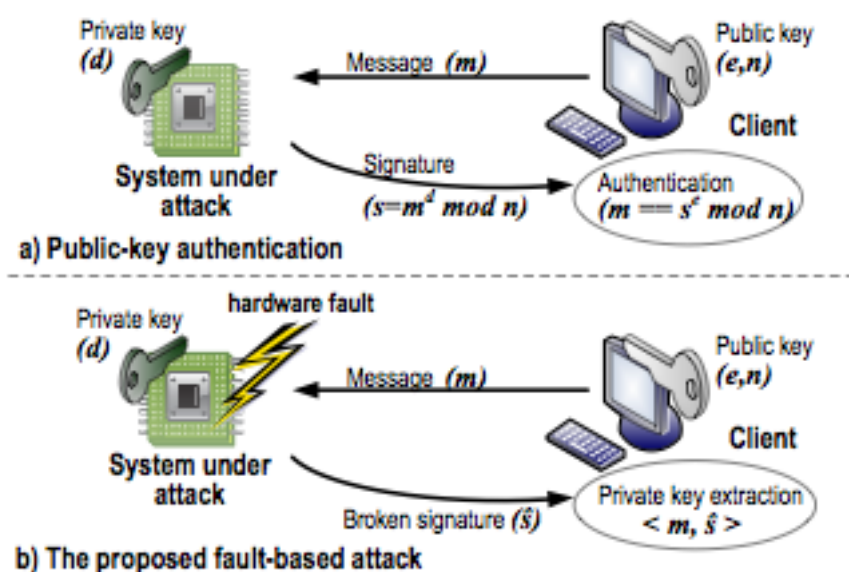 Private key
(d)
Message (m)
Public key
(e,n)
Client
System under
attack
Signature
(s=m^d mod n)
Authentication
(m == s^e mod n)
a) Public-key authentication
hardware fault
Private key
(d)
Message (m)
Public key
(e,n)
Client
System under
attack
Broken signature (ŝ)
Private key extraction
< m, ŝ >
b) The proposed fault-based attack